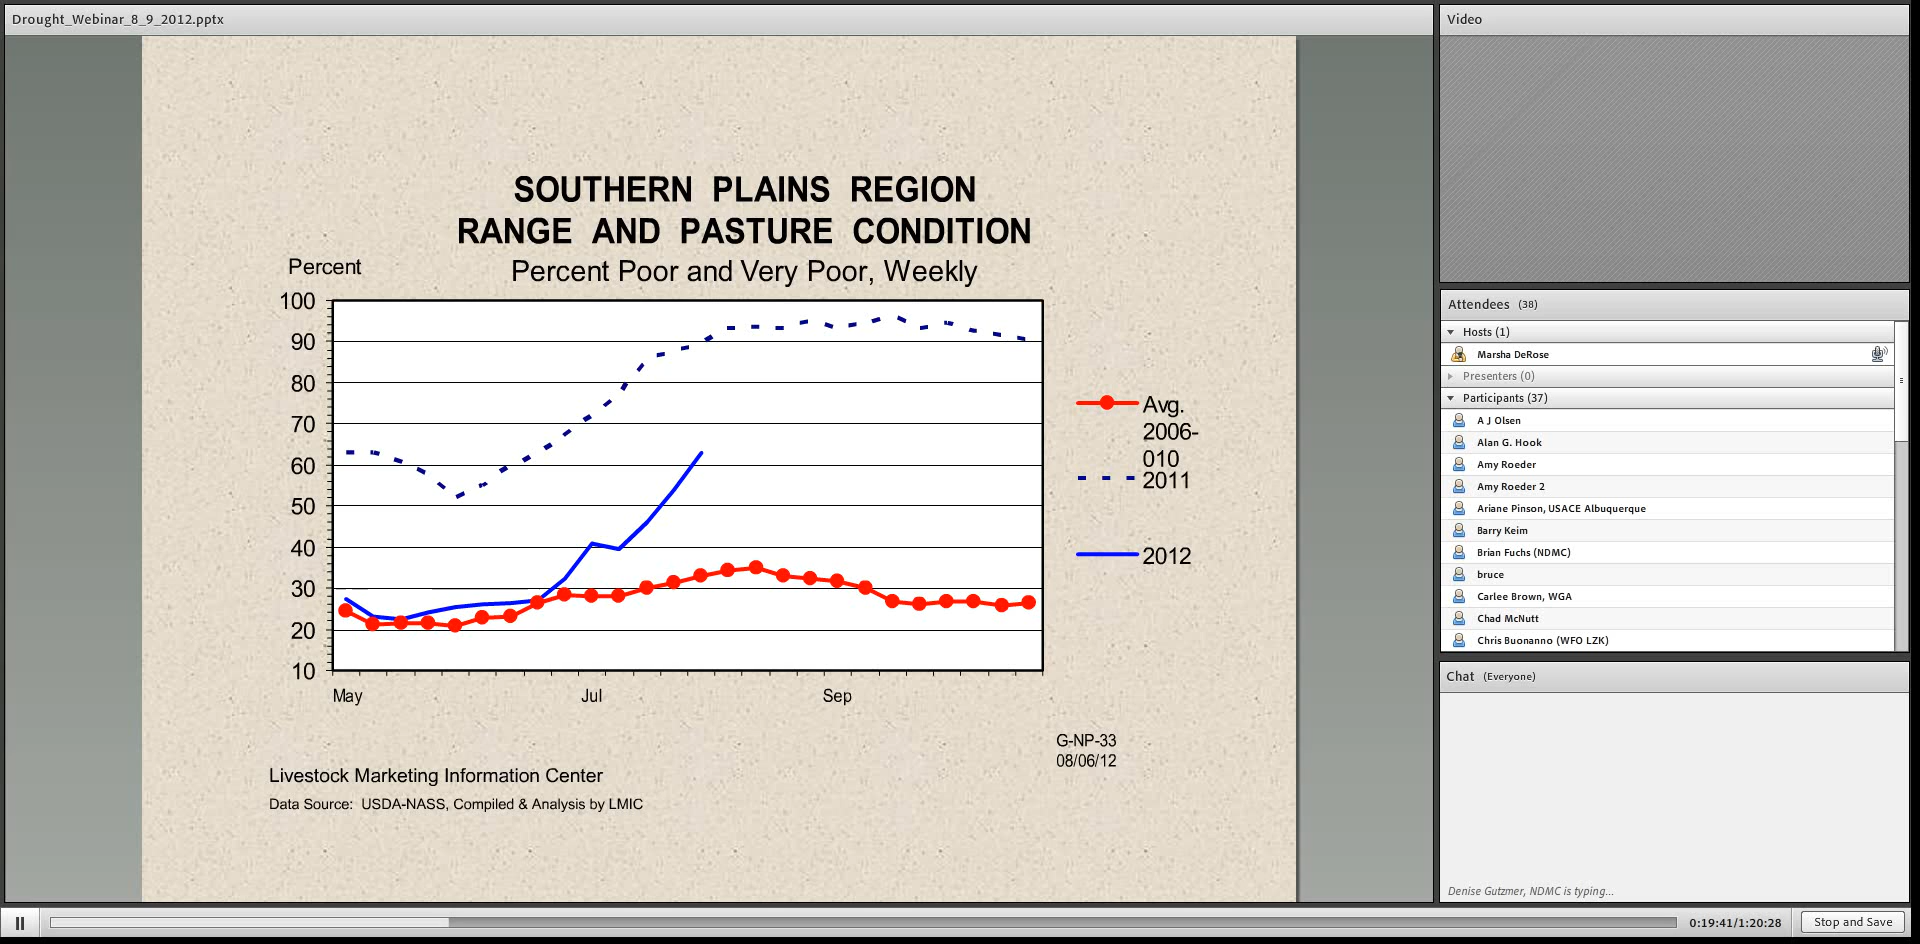 Drought_Webinar_8_9_2012.pptx
SOUTHERN PLAINS REGION
RANGE AND PASTURE CONDITION
Percent Poor and Very Poor, Weekly
Percent
100
90
80
70
60
50
40
30
20
10
May Jul Sep
Avg.
2006-
010
2011
2012
G-NP-33
08/06/12
Livestock Marketing Information Center
Data Source: USDA-NASS, Compiled & Analysis by LMIC
Video
Attendees (38)
Hosts (1)
Marsha DeRose
Presenters (0)
Participants (37)
A J Olsen
Alan G. Hook
Amy Roeder
Amy Roeder 2
Ariane Pinson, USACE Albuquerque
Barry Keim
Brian Fuchs (NDMC)
bruce
Carlee Brown, WGA
Chad McNutt
Chris Buonanno (WFO LZK)
Chat (Everyone)
Denise Gutzmer, NDMC is typing...
0:19:41/1:20:28
Stop and Save